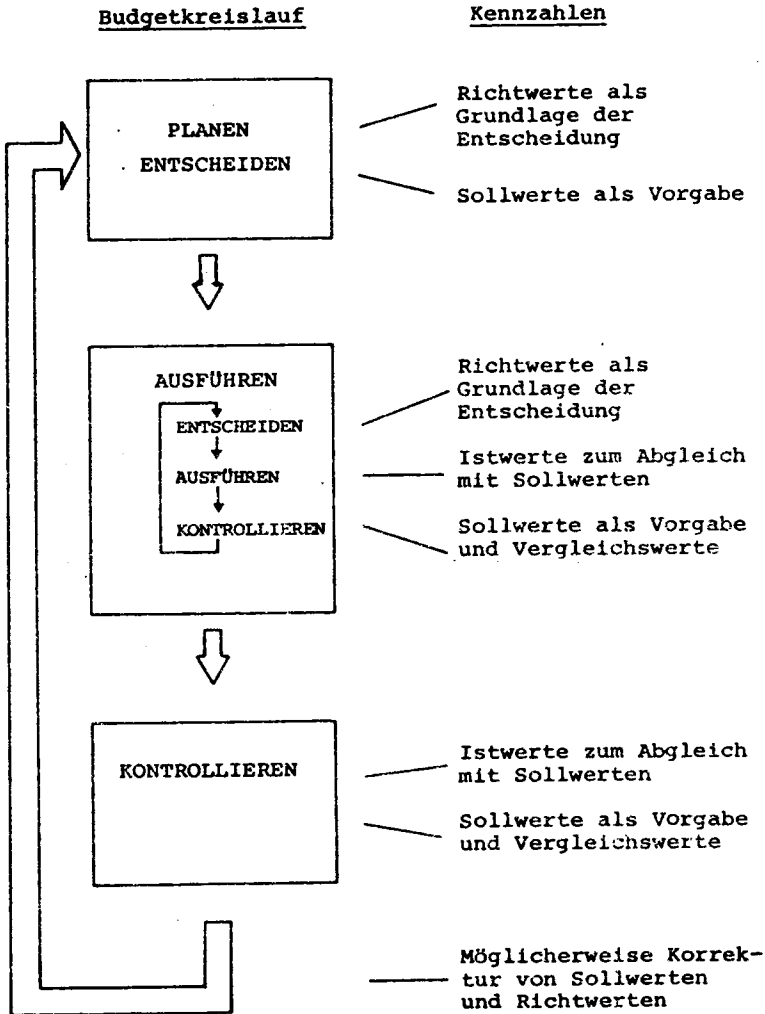 Budgetkreislauf
Kennzahlen
PLANEN
ENTSCHEIDEN
Richtwerte als
Grundlage der
Entscheidung
Sollwerte als Vorgabe
AUSFÜHREN
ENTSCHEIDEN
AUSFÜHREN
KONTROLLIEREN
Richtwerte als
Grundlage der
Entscheidung
Istwerte zum Abgleich
mit Sollwerten
Sollwerte als Vorgabe
und Vergleichswerte
KONTROLLIEREN
Istwerte zum Abgleich
mit Sollwerten
Sollwerte als Vorgabe
und Vergleichswerte
Möglicherweise Korrek-
tur von Sollwerten
und Richtwerten